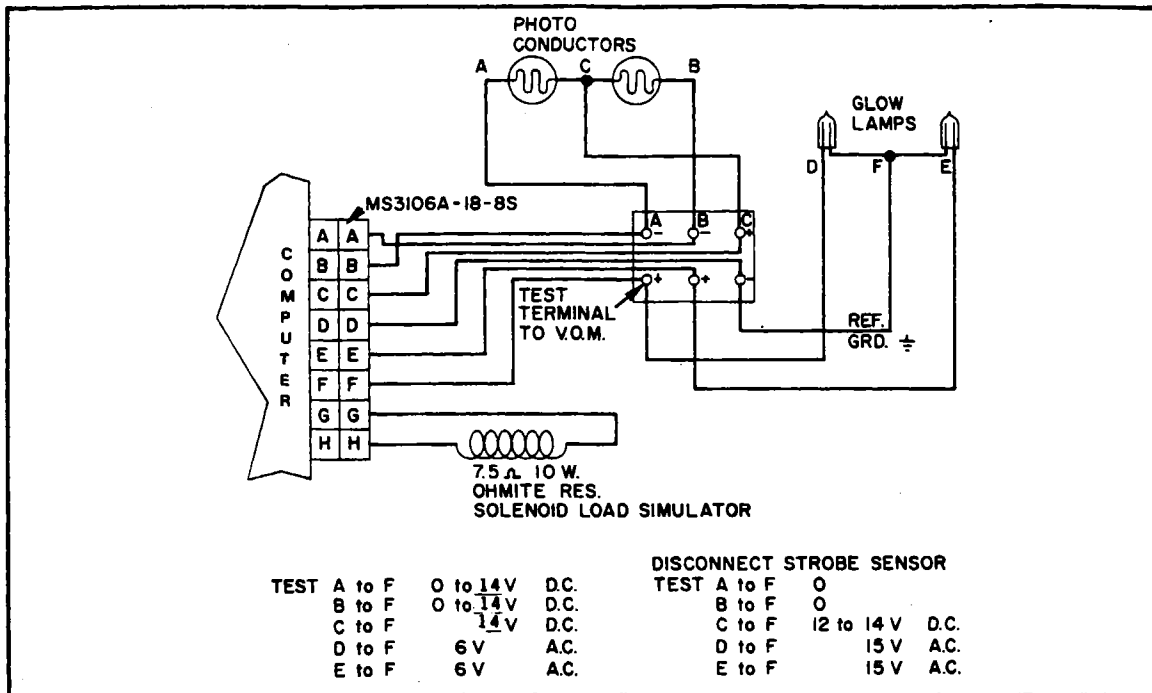 PHOTO
CONDUCTORS
A C B
GLOW
LAMPS
D F E
MS3106A-18-8S
COMPUTER
A A
B B
C C
D D
E E
F F
G G
H H
A B C
- - +
+ + -
TEST
TERMINAL
TO V.O.M.
REF.
GRD.
7.5 Ω 10 W.
OHMITE RES.
SOLENOID LOAD SIMULATOR
TEST A to F 0 to 14 V D.C.
B to F 0 to 14 V D.C.
C to F 14 V D.C.
D to F 6 V A.C.
E to F 6 V A.C.
DISCONNECT STROBE SENSOR
TEST A to F 0
B to F 0
C to F 12 to 14 V D.C.
D to F 15 V A.C.
E to F 15 V A.C.